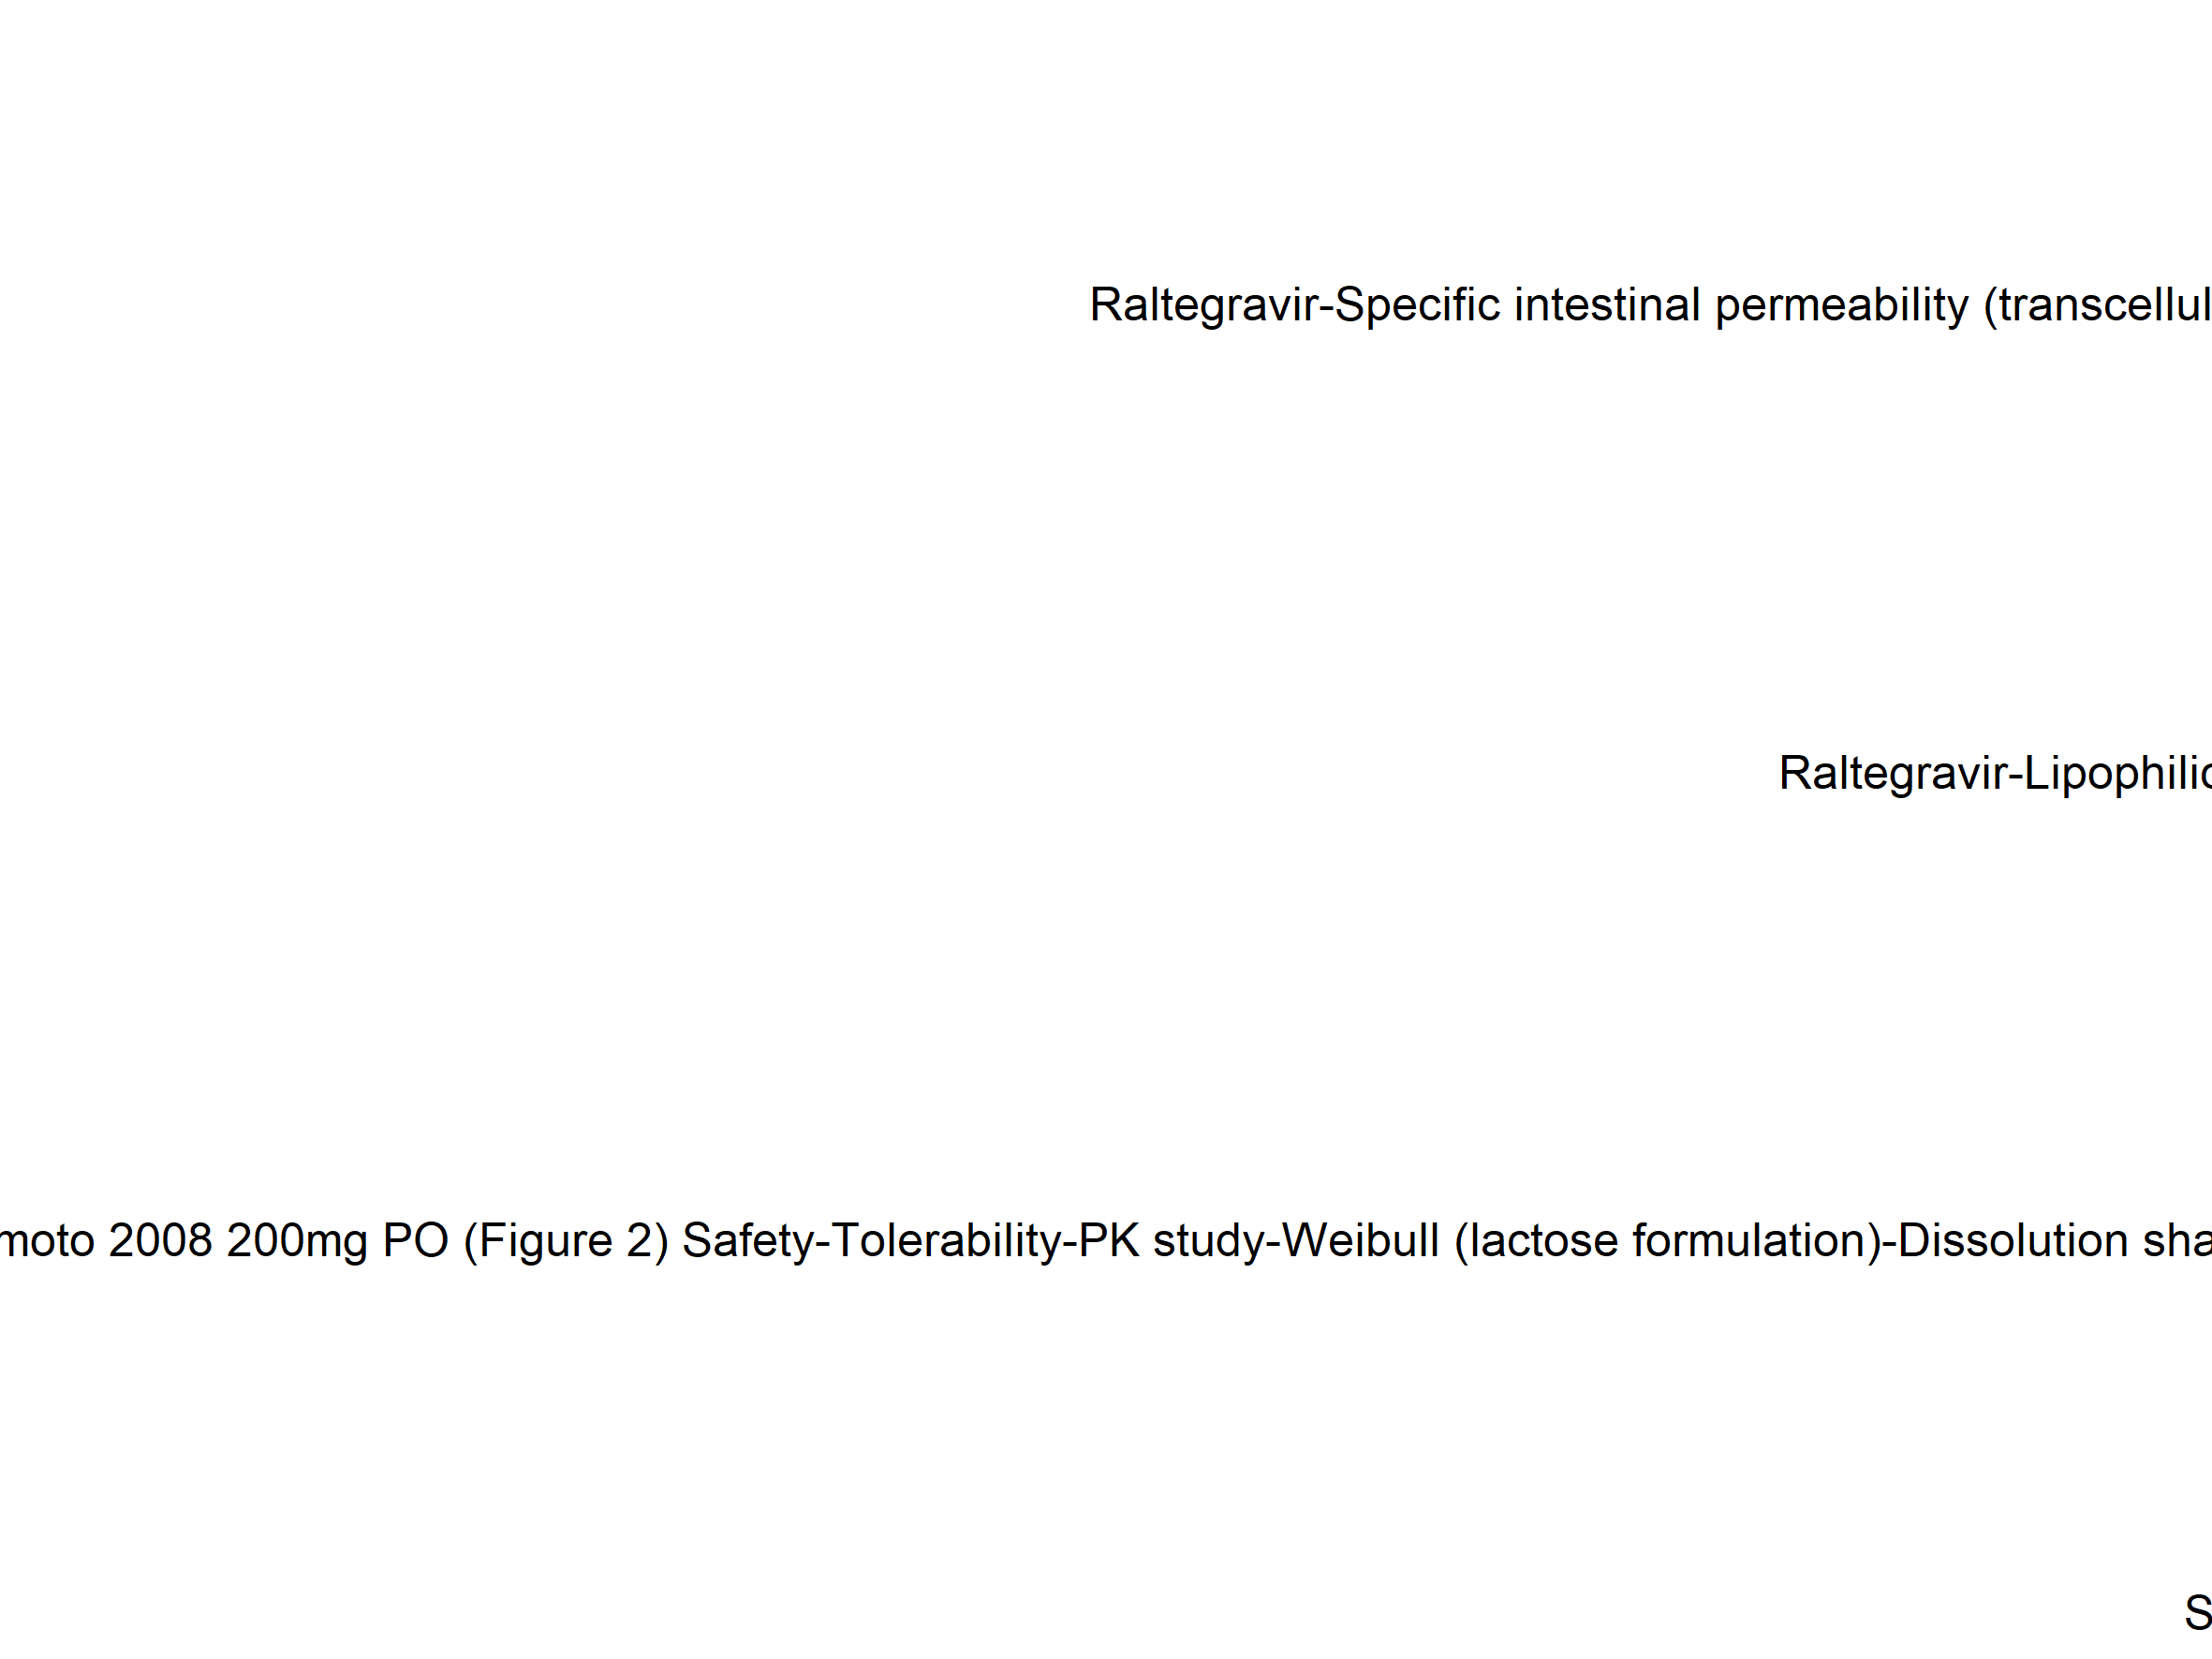 Raltegravir-Specific intestinal permeability (transcellul
Raltegravir-Lipophilic
moto 2008 200mg PO (Figure 2) Safety-Tolerability-PK study-Weibull (lactose formulation)-Dissolution sha
S